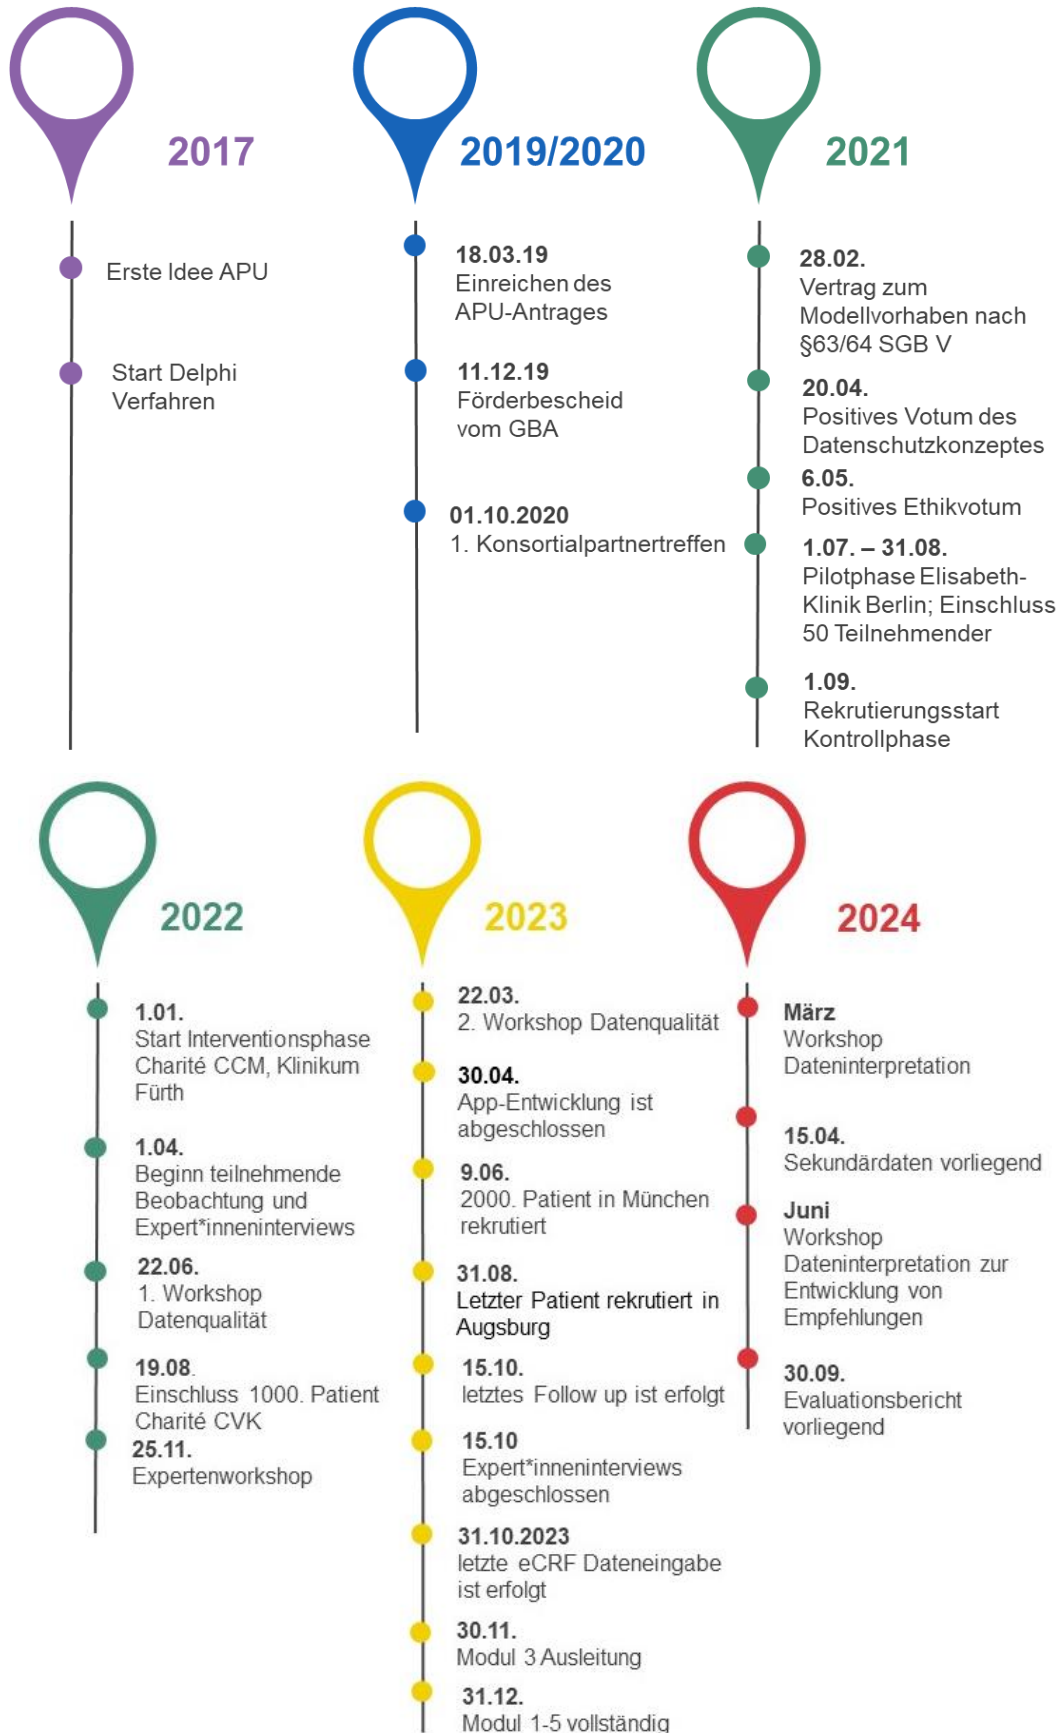 2017
Erste Idee APU
Start Delphi
Verfahren
2019/2020
18.03.19
Einreichen des
APU-Antrages
11.12.19
Förderbescheid
vom GBA
01.10.2020
1. Konsortialpartnertreffen
2021
28.02.
Vertrag zum
Modellvorhaben nach
§63/64 SGB V
20.04.
Positives Votum des
Datenschutzkonzeptes
6.05.
Positives Ethikvotum
1.07. – 31.08.
Pilotphase Elisabeth-
Klinik Berlin; Einschluss
50 Teilnehmender
1.09.
Rekrutierungsstart
Kontrollphase
2022
1.01.
Start Interventionsphase
Charité CCM, Klinikum
Fürth
1.04.
Beginn teilnehmende
Beobachtung und
Expert*inneninterviews
22.06.
1. Workshop
Datenqualität
19.08.
Einschluss 1000. Patient
Charité CVK
25.11.
Expertenworkshop
2023
22.03.
2. Workshop Datenqualität
30.04.
App-Entwicklung ist
abgeschlossen
9.06.
2000. Patient in München
rekrutiert
31.08.
Letzter Patient rekrutiert in
Augsburg
15.10.
letztes Follow up ist erfolgt
15.10
Expert*inneninterviews
abgeschlossen
31.10.2023
letzte eCRF Dateneingabe
ist erfolgt
30.11.
Modul 3 Ausleitung
31.12.
Modul 1-5 vollständig
2024
März
Workshop
Dateninterpretation
15.04.
Sekundärdaten vorliegend
Juni
Workshop
Dateninterpretation zur
Entwicklung von
Empfehlungen
30.09.
Evaluationsbericht
vorliegend